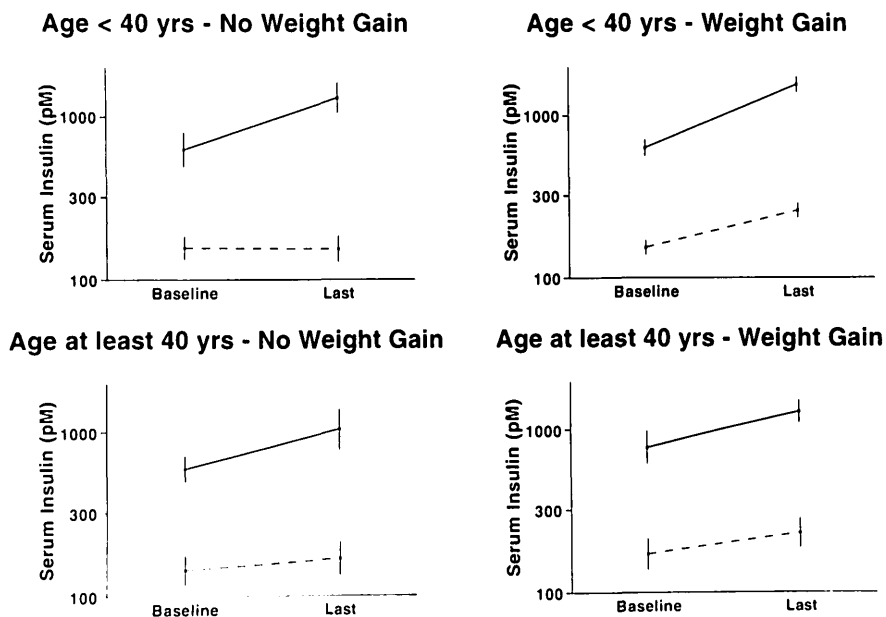 Age < 40 yrs - No Weight Gain
Serum Insulin (pM)
1000
300
100
Baseline Last
Age < 40 yrs - Weight Gain
Serum Insulin (pM)
1000
300
100
Baseline Last
Age at least 40 yrs - No Weight Gain
Serum Insulin (pM)
1000
300
100
Baseline Last
Age at least 40 yrs - Weight Gain
Serum Insulin (pM)
1000
300
100
Baseline Last